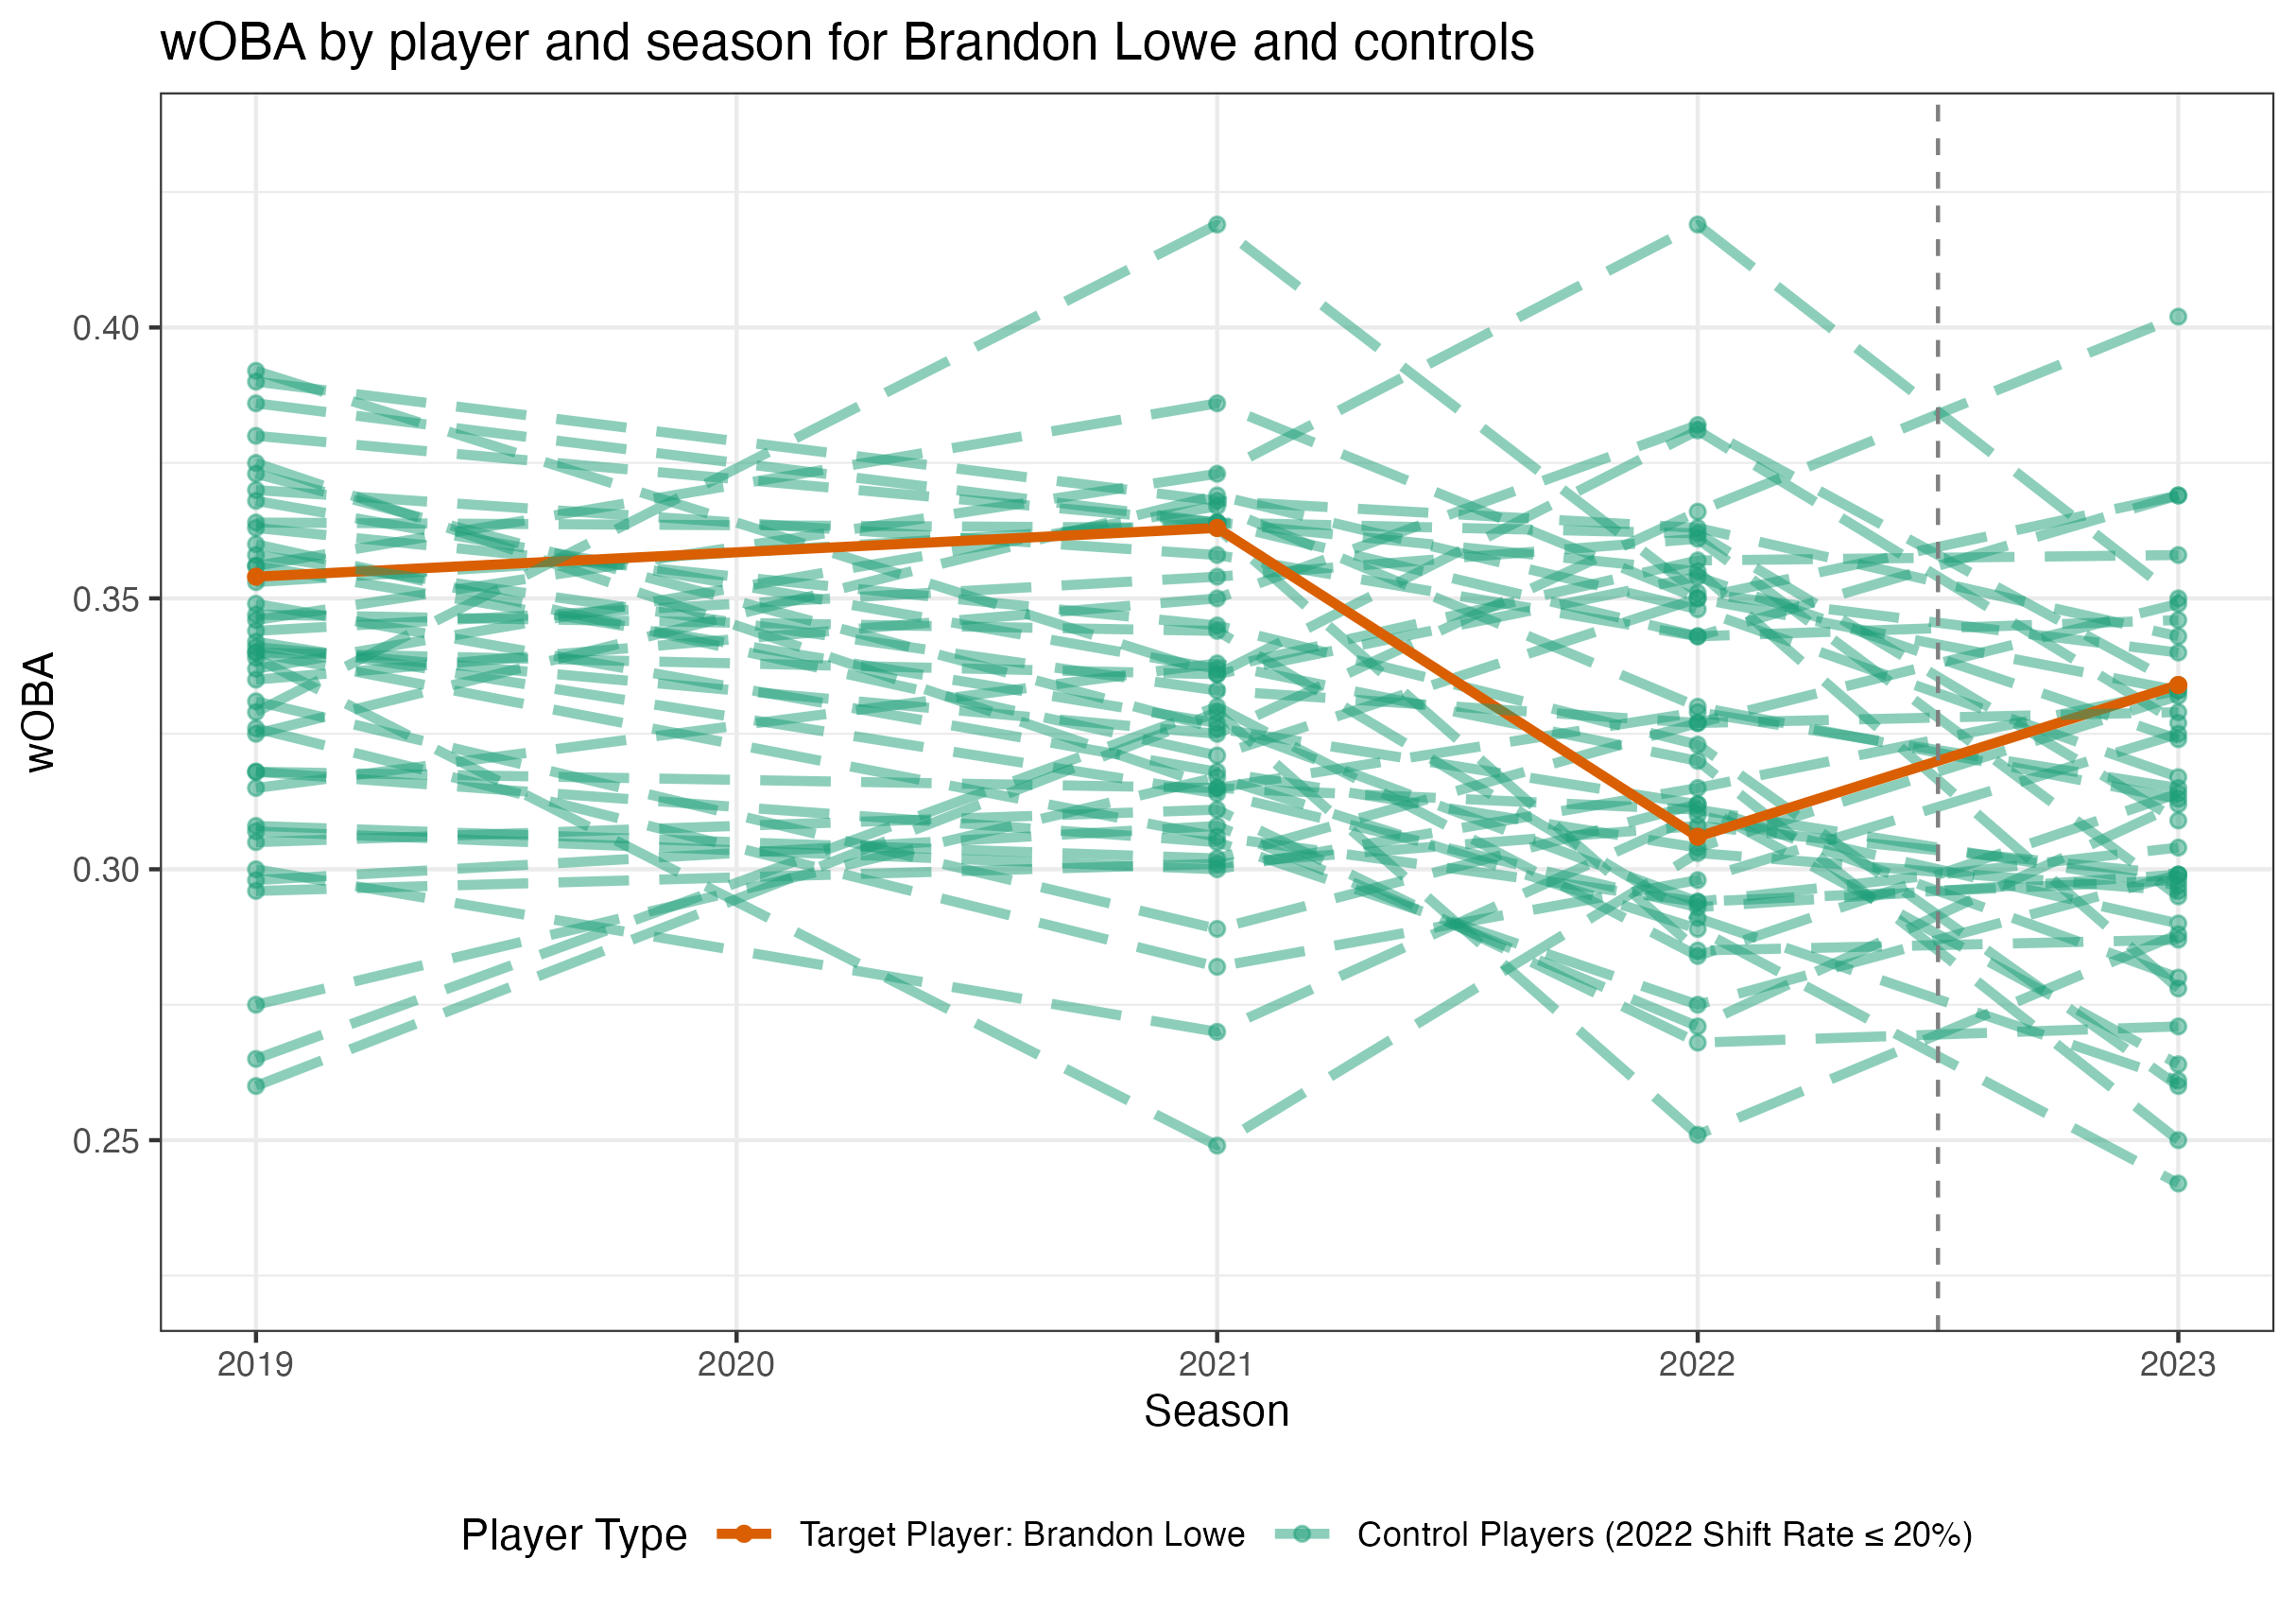 wOBA by player and season for Brandon Lowe and controls
wOBA
0.40
0.35
0.30
0.25
2019 2020 2021 2022 2023
Season
Player Type Target Player: Brandon Lowe Control Players (2022 Shift Rate ≤ 20%)